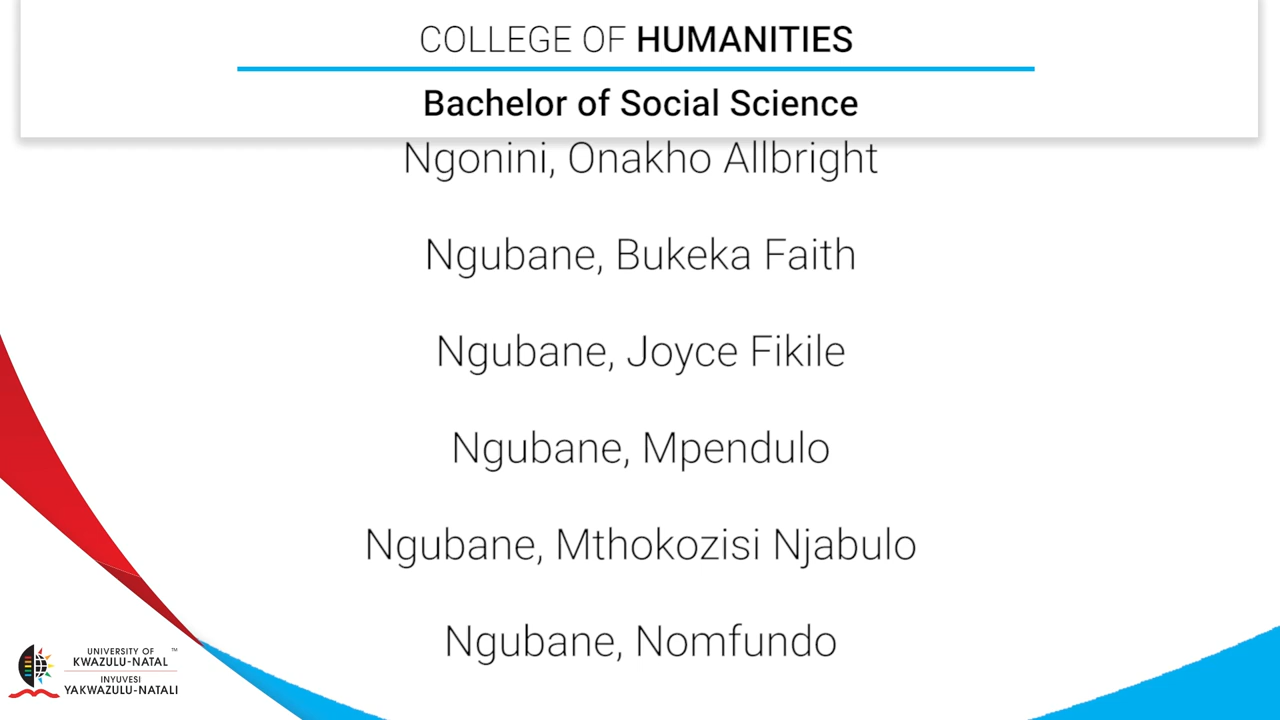 COLLEGE OF HUMANITIES
Bachelor of Social Science
Ngonini, Onakho Allbright
Ngubane, Bukeka Faith
Ngubane, Joyce Fikile
Ngubane, Mpendulo
Ngubane, Mthokozisi Njabulo
Ngubane, Nomfundo
UNIVERSITY OF ™
KWAZULU-NATAL
INYUVESI
YAKWAZULU-NATALI